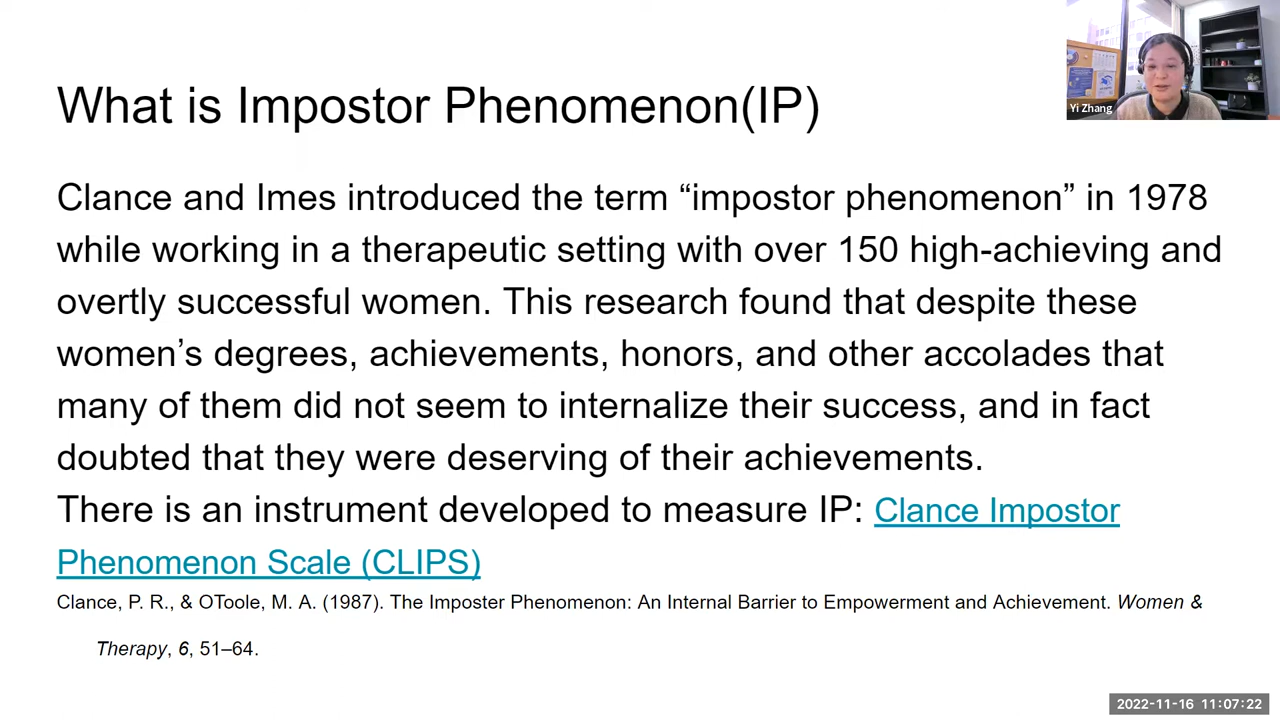 What is Impostor Phenomenon(IP)
Yi Zhang
Clance and Imes introduced the term “impostor phenomenon” in 1978
while working in a therapeutic setting with over 150 high-achieving and
overtly successful women. This research found that despite these
women’s degrees, achievements, honors, and other accolades that
many of them did not seem to internalize their success, and in fact
doubted that they were deserving of their achievements.
There is an instrument developed to measure IP: Clance Impostor
Phenomenon Scale (CLIPS)
Clance, P. R., & OToole, M. A. (1987). The Imposter Phenomenon: An Internal Barrier to Empowerment and Achievement. Women &
Therapy, 6, 51–64.
2022-11-16 11:07:22